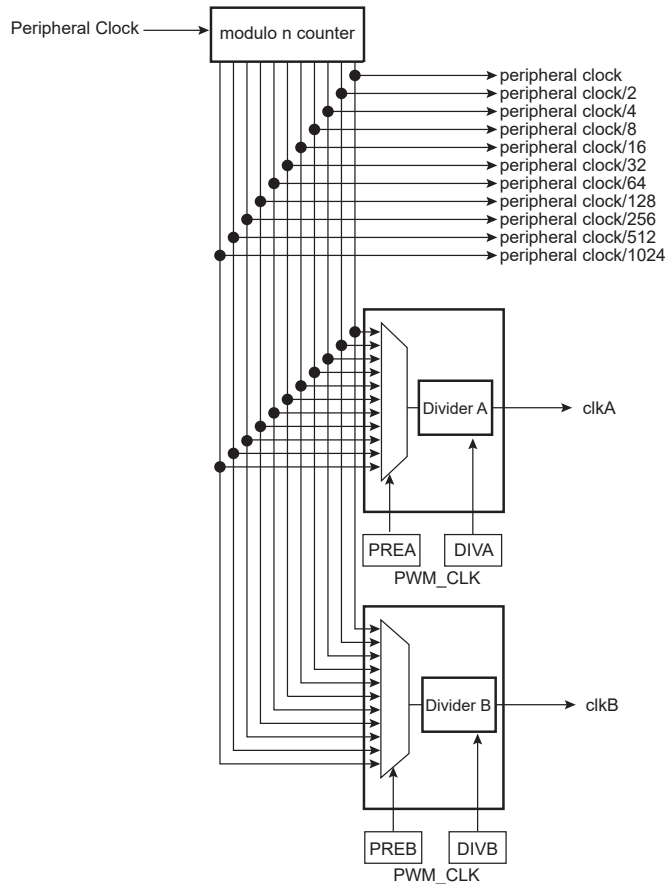 Peripheral Clock
modulo n counter
peripheral clock
peripheral clock/2
peripheral clock/4
peripheral clock/8
peripheral clock/16
peripheral clock/32
peripheral clock/64
peripheral clock/128
peripheral clock/256
peripheral clock/512
peripheral clock/1024
Divider A
clkA
PREA
DIVA
PWM_CLK
Divider B
clkB
PREB
DIVB
PWM_CLK